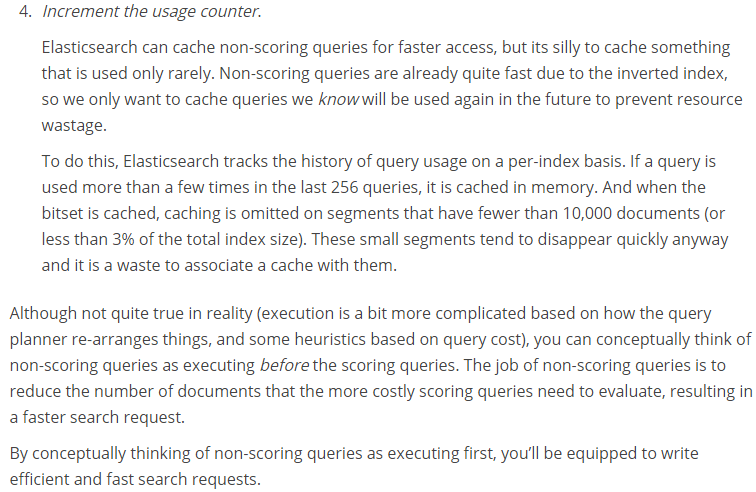 4. Increment the usage counter.
Elasticsearch can cache non-scoring queries for faster access, but its silly to cache something
that is used only rarely. Non-scoring queries are already quite fast due to the inverted index,
so we only want to cache queries we know will be used again in the future to prevent resource
wastage.
To do this, Elasticsearch tracks the history of query usage on a per-index basis. If a query is
used more than a few times in the last 256 queries, it is cached in memory. And when the
bitset is cached, caching is omitted on segments that have fewer than 10,000 documents (or
less than 3% of the total index size). These small segments tend to disappear quickly anyway
and it is a waste to associate a cache with them.
Although not quite true in reality (execution is a bit more complicated based on how the query
planner re-arranges things, and some heuristics based on query cost), you can conceptually think of
non-scoring queries as executing before the scoring queries. The job of non-scoring queries is to
reduce the number of documents that the more costly scoring queries need to evaluate, resulting in
a faster search request.
By conceptually thinking of non-scoring queries as executing first, you’ll be equipped to write
efficient and fast search requests.